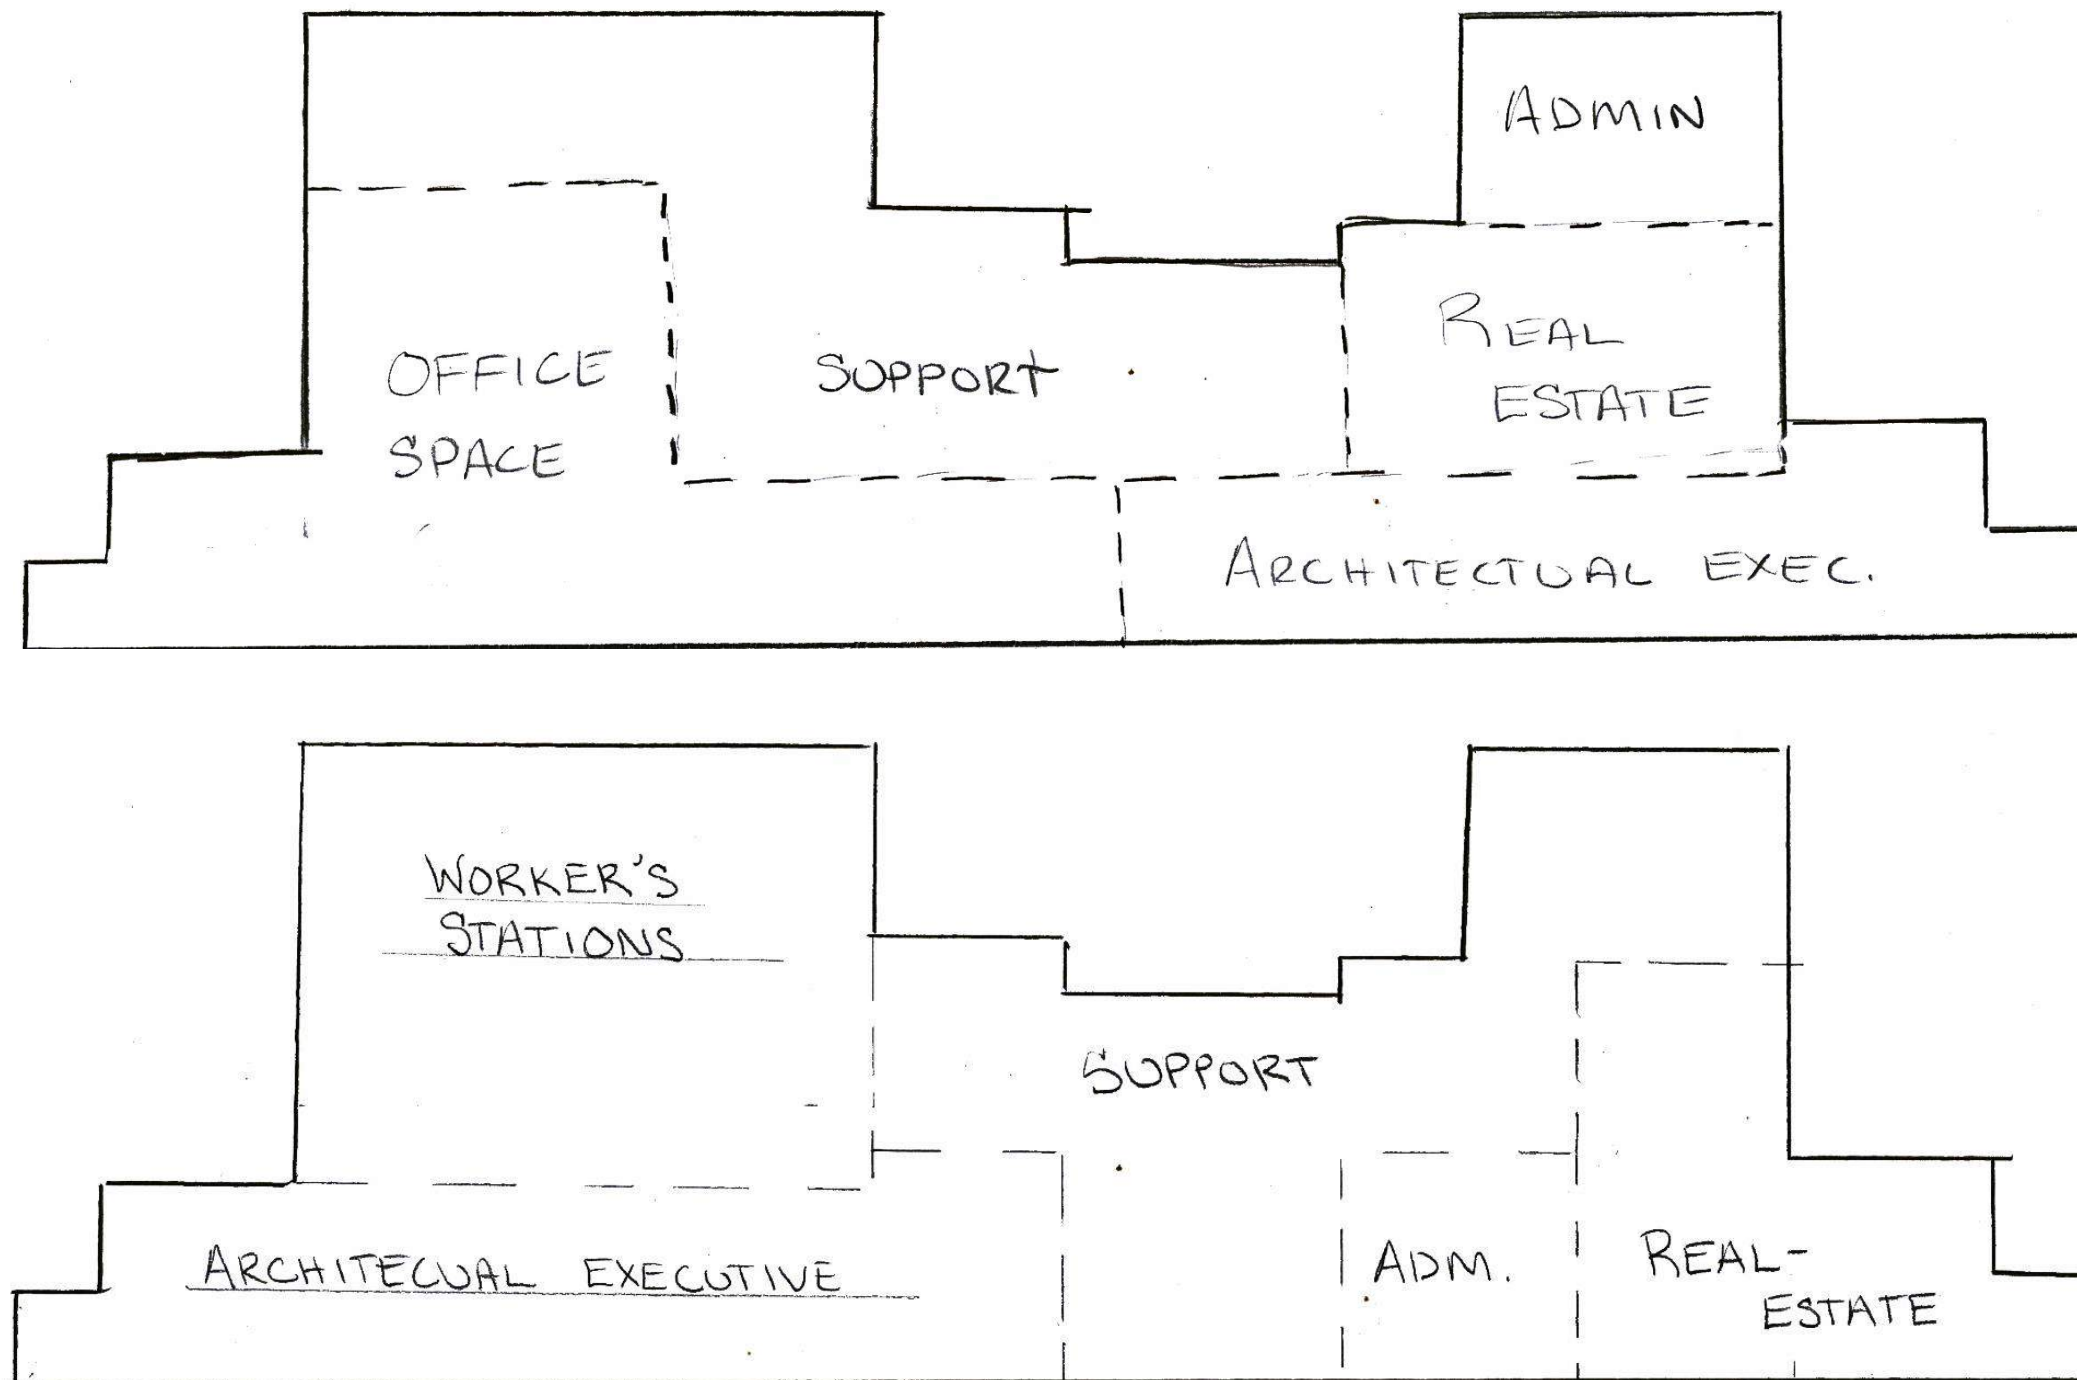 ADMIN
REAL
ESTATE
OFFICE
SPACE
SUPPORT
ARCHITECTUAL EXEC.
WORKER'S
STATIONS
SUPPORT
ARCHITECUAL EXECUTIVE
ADM.
REAL-
ESTATE